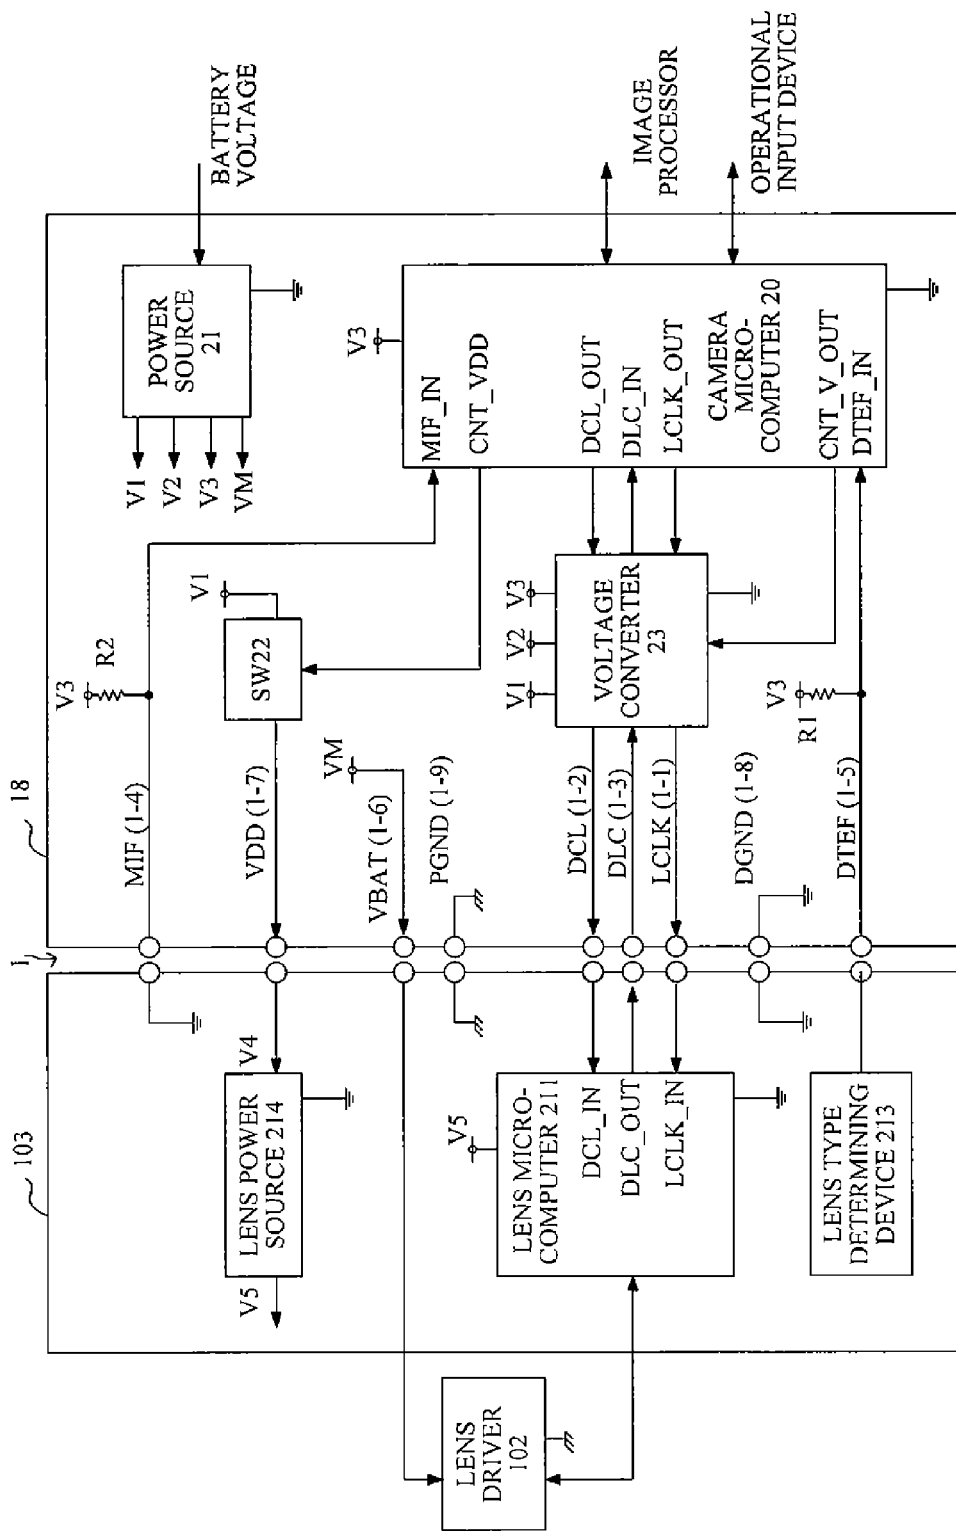 103
1
18
BATTERY
VOLTAGE
POWER
SOURCE
21
V1
V2
V3
VM
V3
R2
MIF (1-4)
MIF_IN
V1
SW22
CNT_VDD
VDD (1-7)
V4
LENS POWER
SOURCE 214
V5
VM
VBAT (1-6)
PGND (1-9)
LENS
DRIVER
102
V3
IMAGE
PROCESSOR
OPERATIONAL
INPUT DEVICE
DCL_OUT
DLC_IN
LCLK_OUT
CAMERA
MICRO-
COMPUTER 20
CNT_V_OUT
DTEF_IN
V1
V2
V3
VOLTAGE
CONVERTER
23
DCL (1-2)
DLC (1-3)
LCLK (1-1)
DGND (1-8)
DTEF (1-5)
V3
R1
V5
LENS MICRO-
COMPUTER 211
DCL_IN
DLC_OUT
LCLK_IN
LENS TYPE
DETERMINING
DEVICE 213